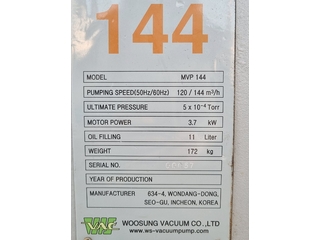 144
MODEL MVP 144
PUMPING SPEED(50Hz/60Hz) 120 / 144 m³/h
ULTIMATE PRESSURE 5 x 10⁻⁴ Torr
MOTOR POWER 3.7 kW
OIL FILLING 11 Liter
WEIGHT 172 kg
SERIAL NO.
YEAR OF PRODUCTION
MANUFACTURER 634-4, WONDANG-DONG,
SEO-GU, INCHEON, KOREA
WS VAC WOOSUNG VACUUM CO.,LTD
www.ws-vacuumpump.com